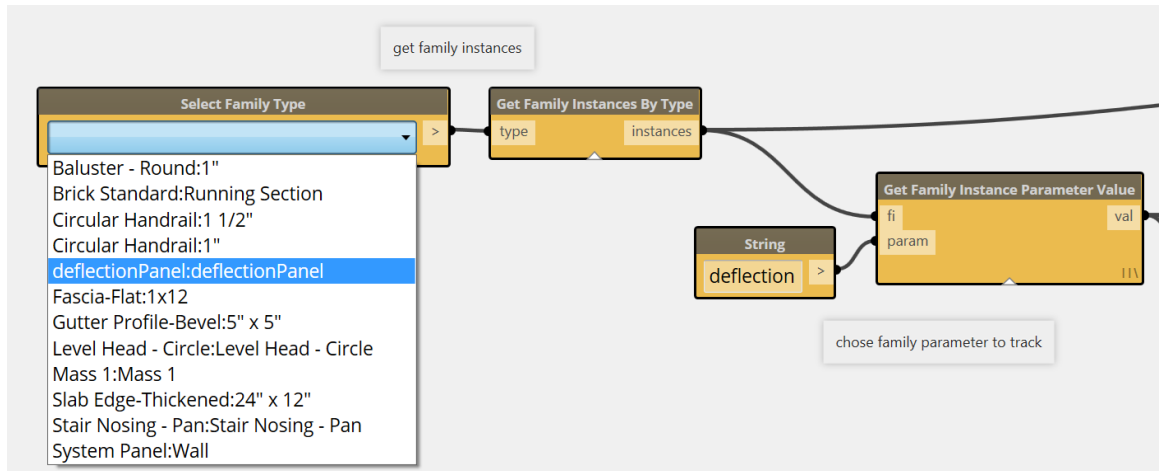 get family instances
Select Family Type
>
Get Family Instances By Type
type
instances
Baluster - Round:1"
Brick Standard:Running Section
Circular Handrail:1 1/2"
Circular Handrail:1"
deflectionPanel:deflectionPanel
Fascia-Flat:1x12
Gutter Profile-Bevel:5" x 5"
Level Head - Circle:Level Head - Circle
Mass 1:Mass 1
Slab Edge-Thickened:24" x 12"
Stair Nosing - Pan:Stair Nosing - Pan
System Panel:Wall
String
deflection
>
Get Family Instance Parameter Value
fi
val
param
chose family parameter to track